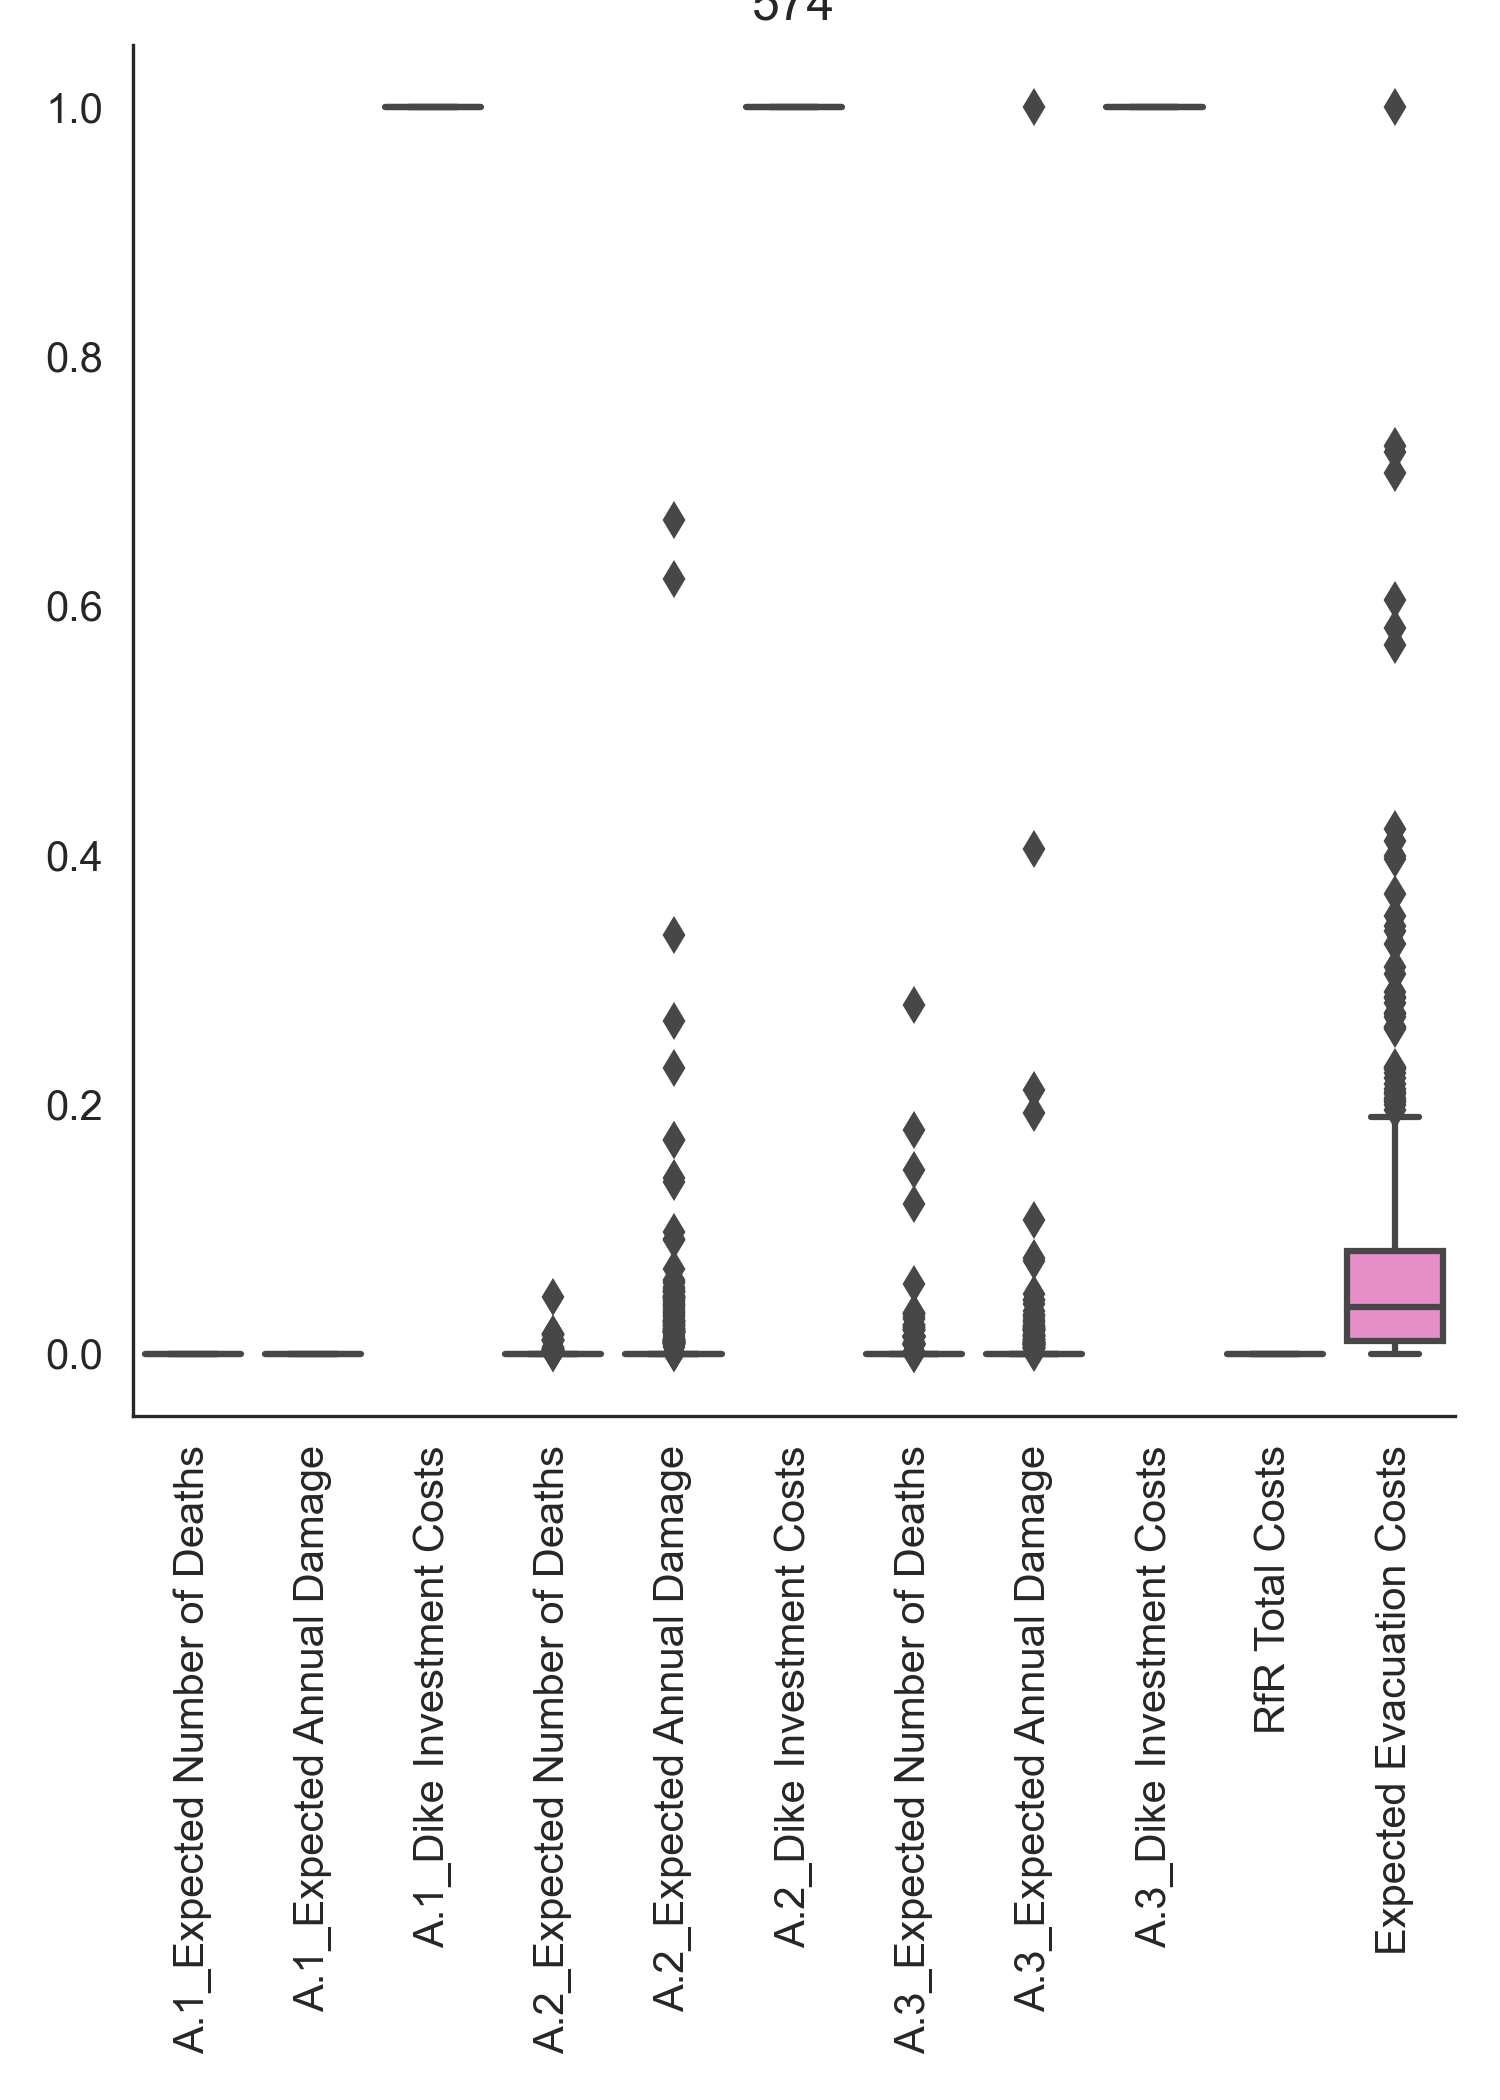 574
1.0
0.8
0.6
0.4
0.2
0.0
A.1_Expected Number of Deaths
A.1_Expected Annual Damage
A.1_Dike Investment Costs
A.2_Expected Number of Deaths
A.2_Expected Annual Damage
A.2_Dike Investment Costs
A.3_Expected Number of Deaths
A.3_Expected Annual Damage
A.3_Dike Investment Costs
RfR Total Costs
Expected Evacuation Costs